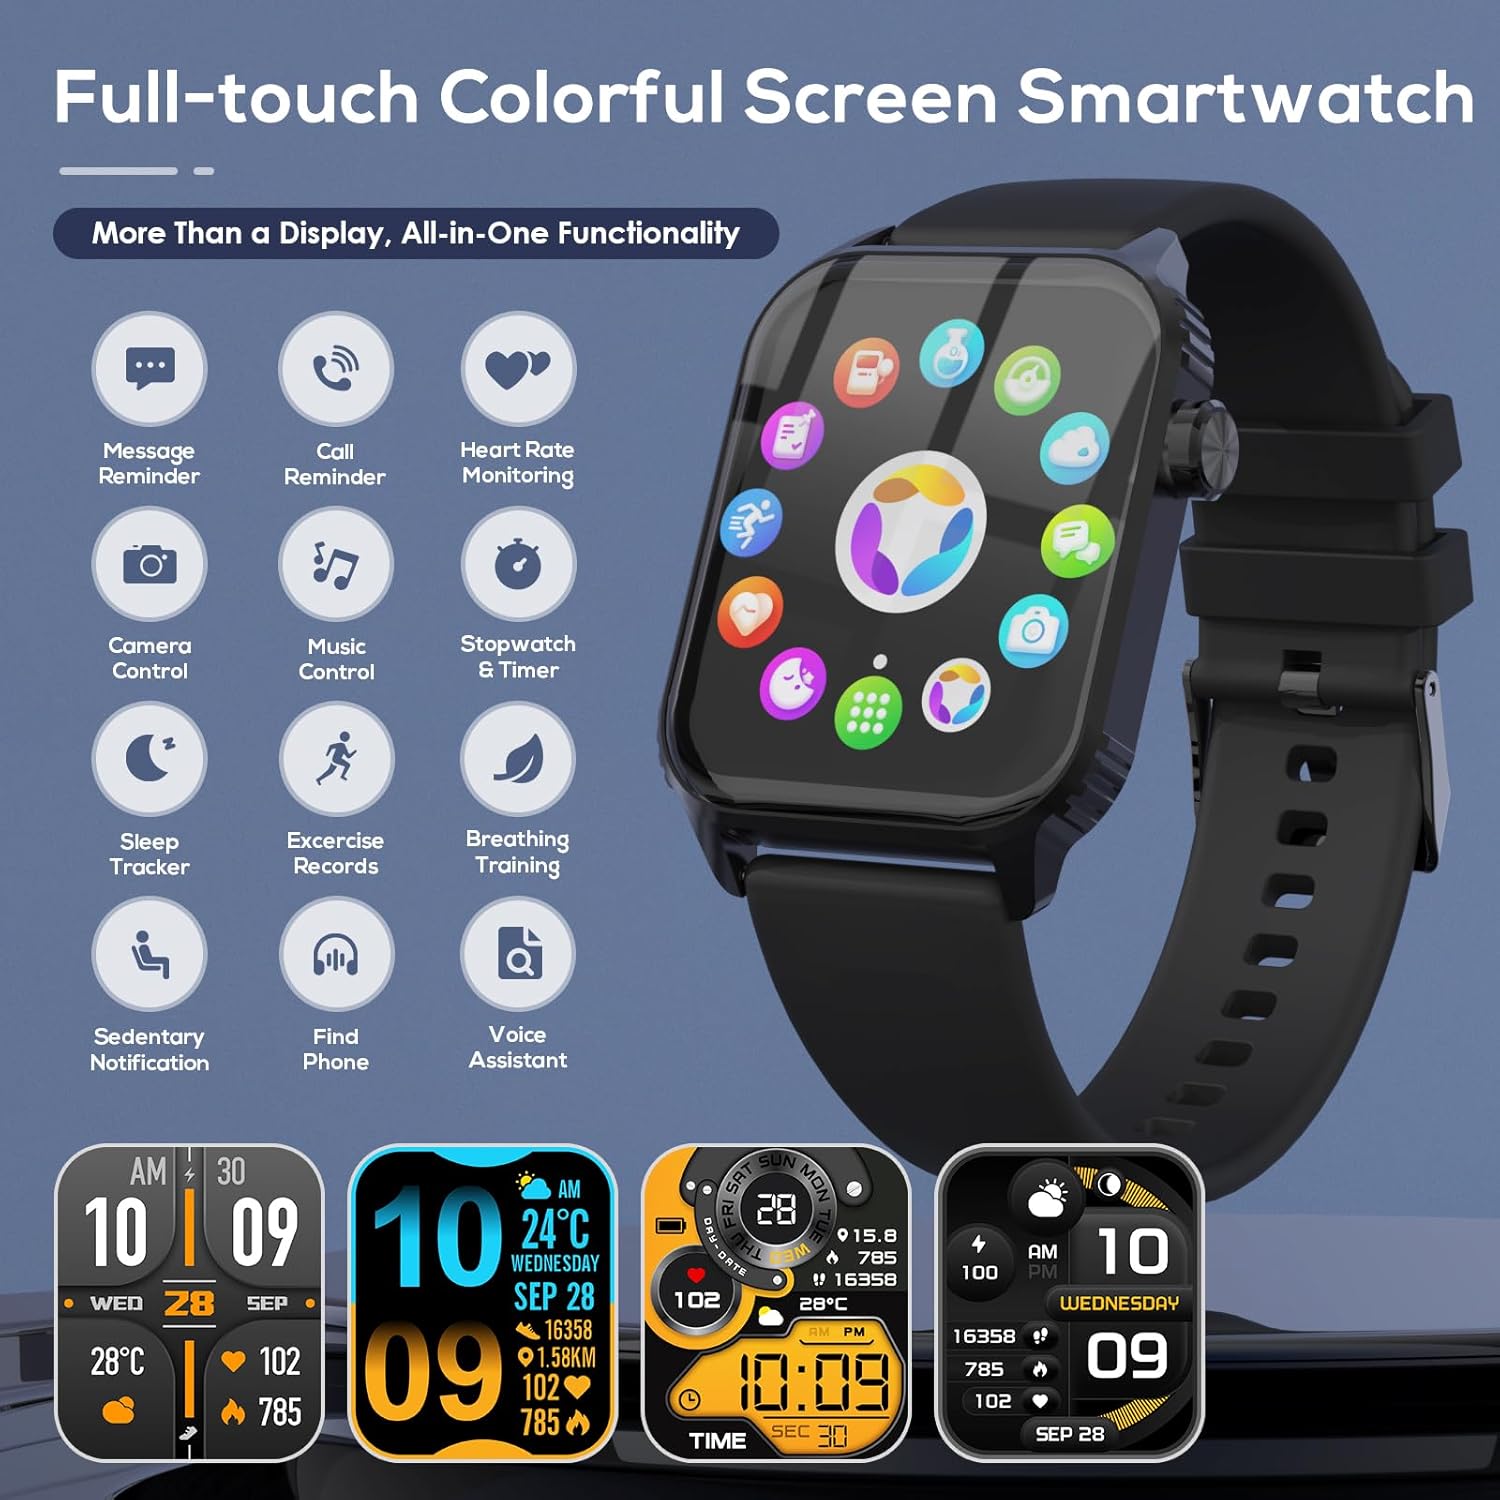 Full-touch Colorful Screen Smartwatch
More Than a Display, All-in-One Functionality
Message
Reminder
Call
Reminder
Heart Rate
Monitoring
Camera
Control
Music
Control
Stopwatch
& Timer
Sleep
Tracker
Excercise
Records
Breathing
Training
Sedentary
Notification
Find
Phone
Voice
Assistant
AM 30
10 09
WED 28 SEP
28°C
102
785
10
AM
24°C
WEDNESDAY
SEP 28
09
16358
1.58KM
102
785
SUN MON TUE WED THU FRI SAT
28
DAY-DATE
15.8
785
16358
102
28°C
AM PM
10:09
TIME
SEC 30
100
AM
PM
10
WEDNESDAY
09
16358
785
102
SEP 28